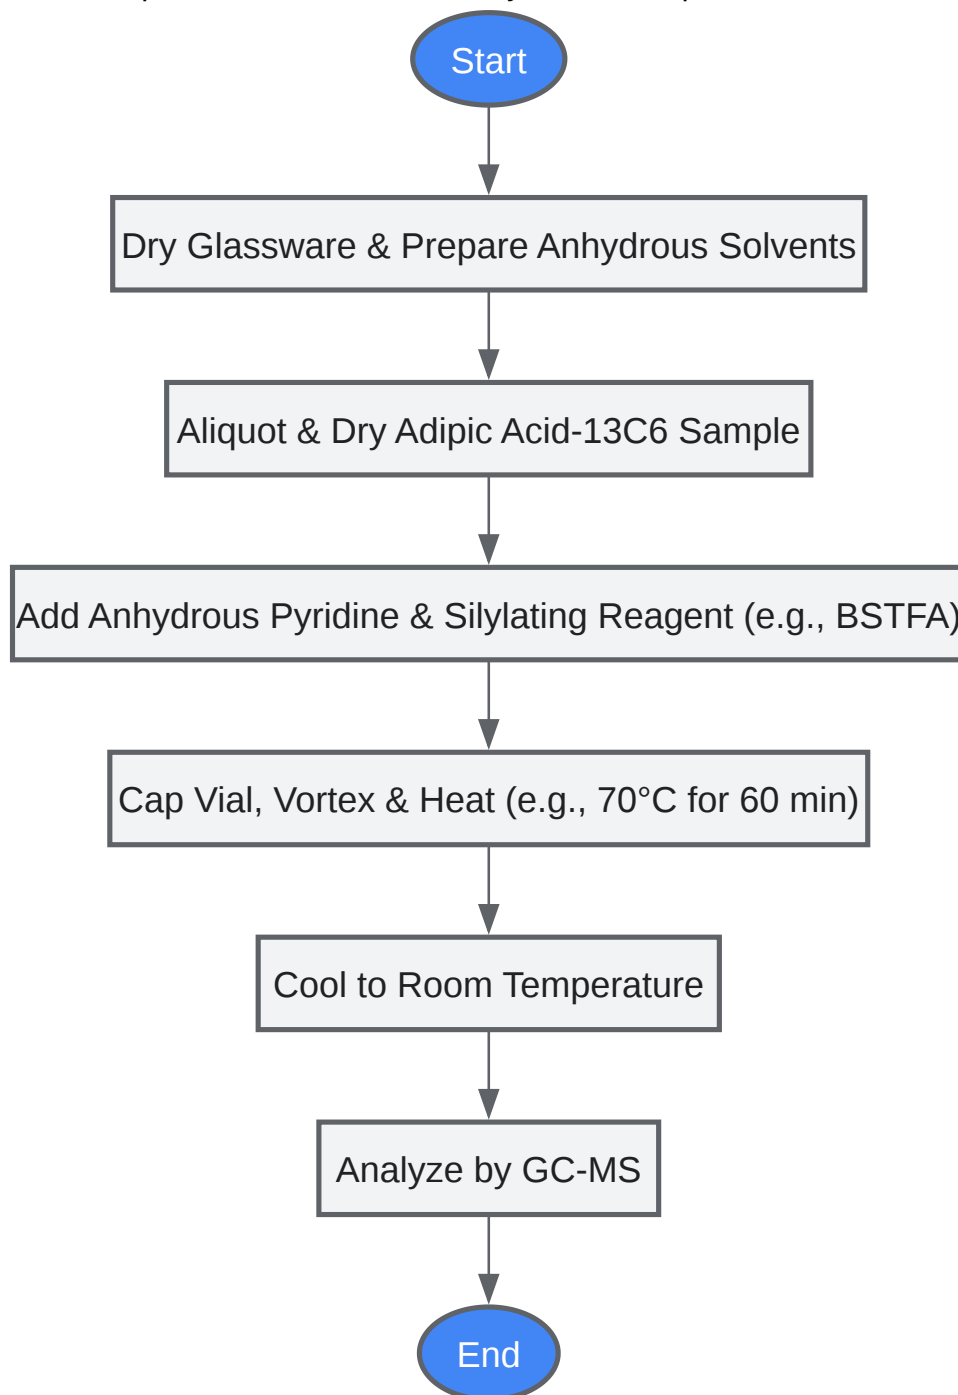 Start
Dry Glassware & Prepare Anhydrous Solvents
Aliquot & Dry Adipic Acid-13C6 Sample
Add Anhydrous Pyridine & Silylating Reagent (e.g., BSTFA)
Cap Vial, Vortex & Heat (e.g., 70°C for 60 min)
Cool to Room Temperature
Analyze by GC-MS
End